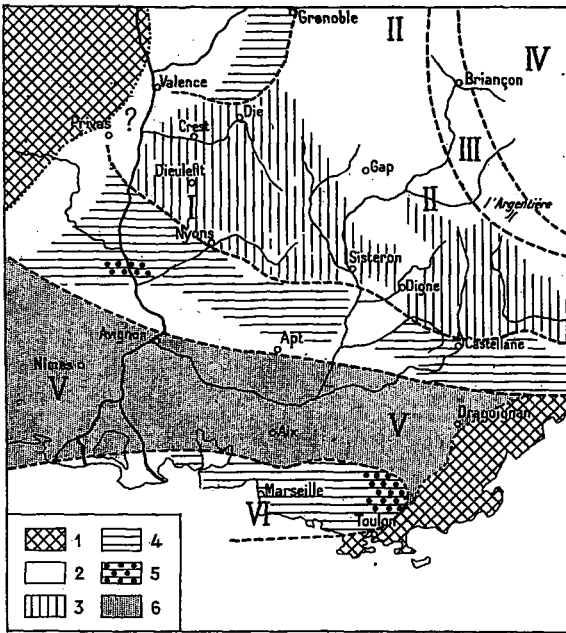 Grenoble
II
IV
Valence
Briançon
?
Privas
Crest
Die
III
Gap
Dieulefit
I
II
l'Argentière
Nyons
Sisteron
Digne
Avignon
Apt
Castellane
Nîmes
V
V
Draguignan
Aix
Marseille
VI
Toulon
1 4
2 5
3 6